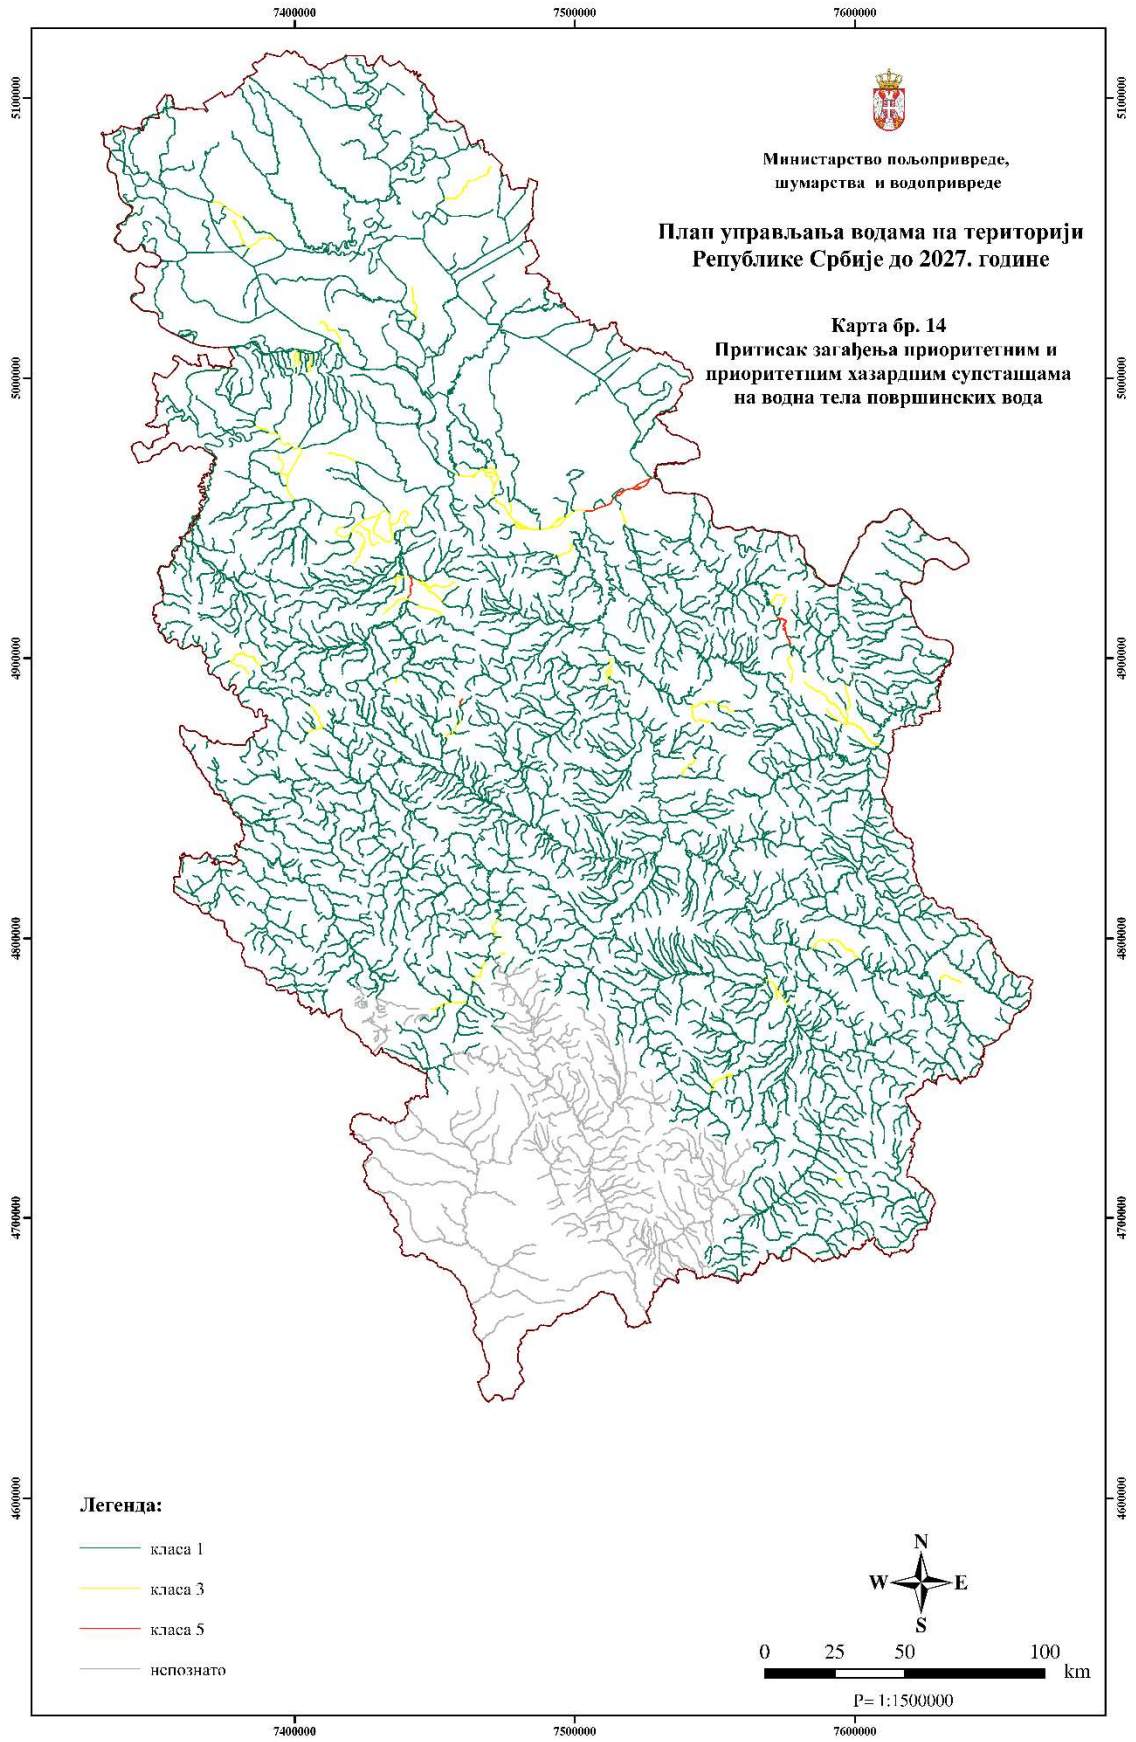 7400000 7500000 7600000
5100000 5100000
Министарство пољопривреде,
шумарства и водопривреде
План управљања водама на територији
Републике Србије до 2027. године
Карта бр. 14
Притисак загађења приоритетним и
приоритетним хазардним супстанцама
на водна тела површинских вода
5000000 5000000
4900000 4900000
4800000 4800000
4700000 4700000
4600000 4600000
Легенда:
класа 1
класа 3
класа 5
непознато
N
W E
S
0 25 50 100
km
Р= 1:1500000
7400000 7500000 7600000